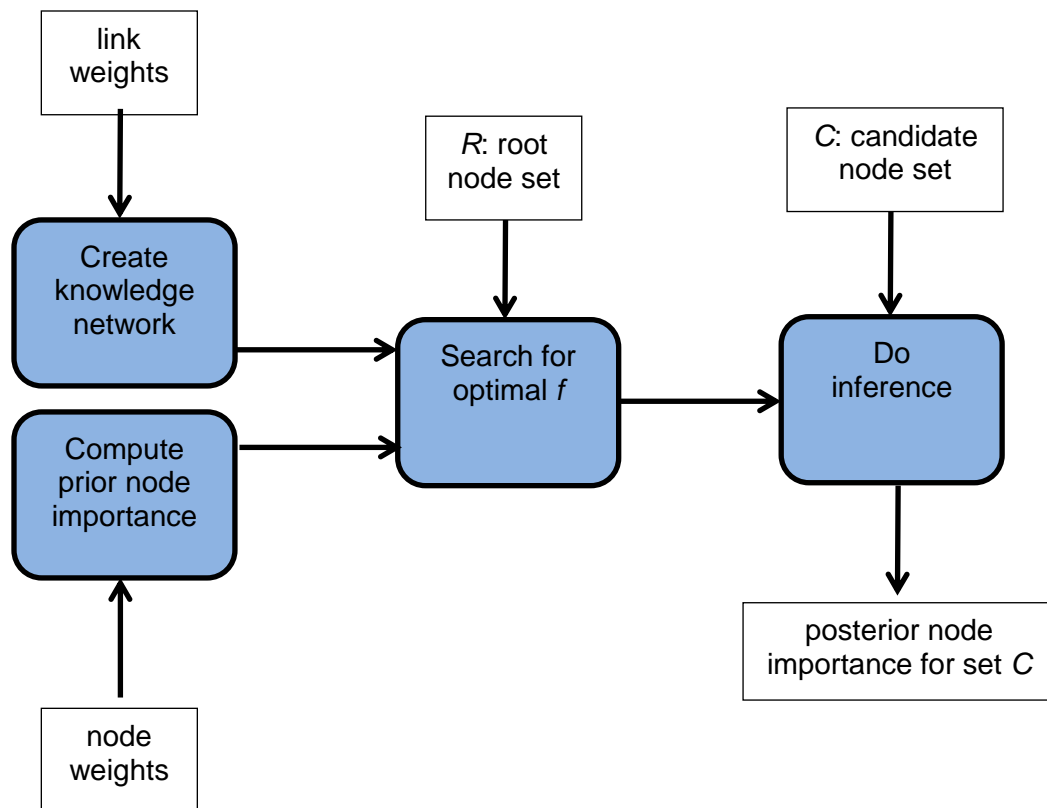 link
weights
R: root
node set
C: candidate
node set
Create
knowledge
network
Search for
optimal f
Do
inference
Compute
prior node
importance
posterior node
importance for set C
node
weights